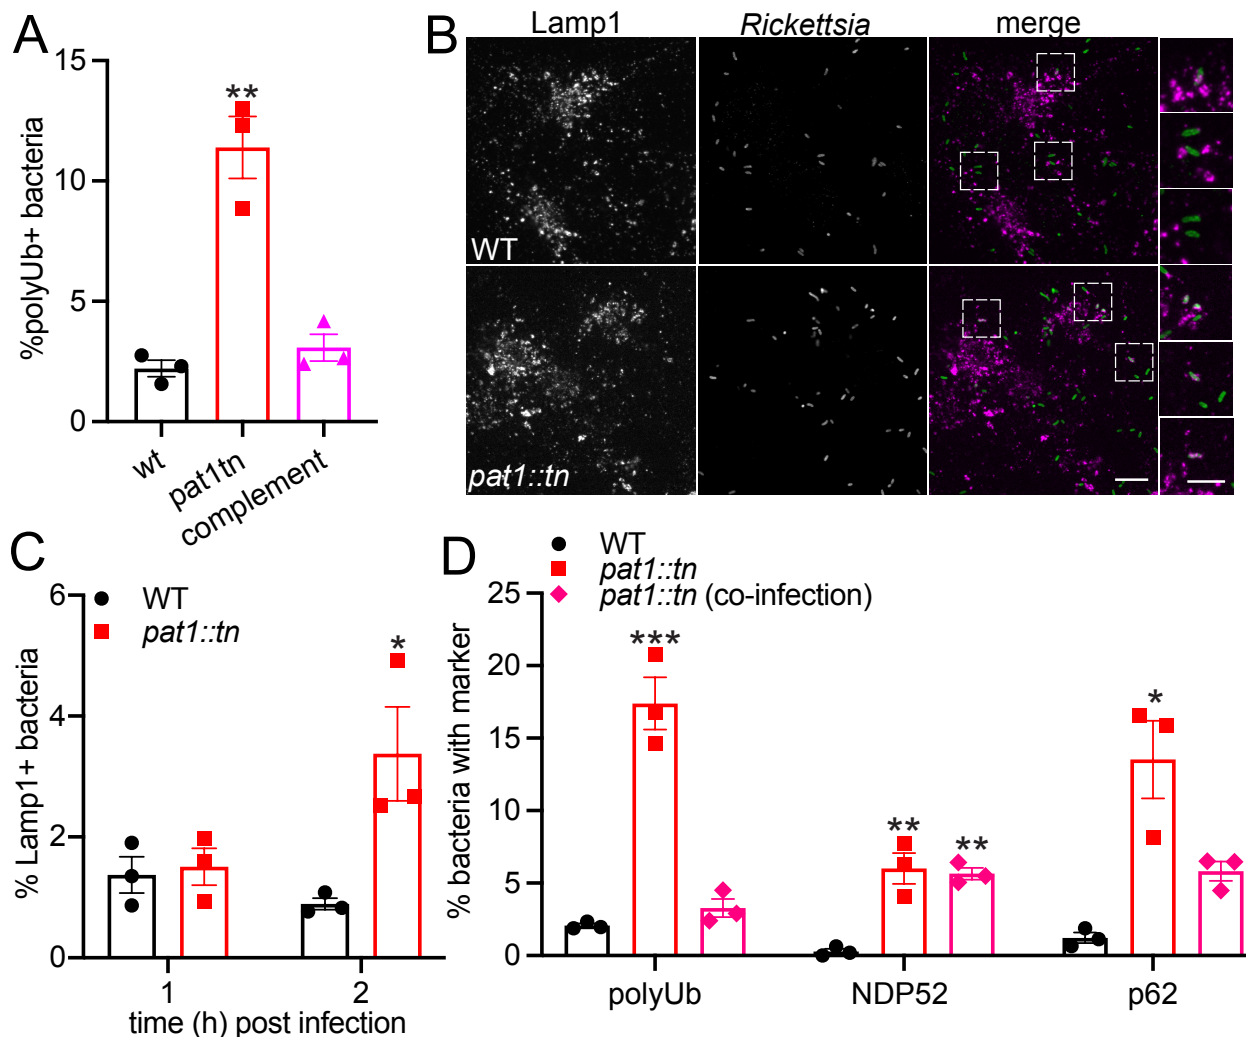 A
15
10
5
0
%polyUb+ bacteria
**
wt
pat1tn
complement
B
Lamp1
Rickettsia
merge
WT
pat1::tn
C
WT
pat1::tn
6
4
2
0
% Lamp1+ bacteria
*
1
2
time (h) post infection
D
WT
pat1::tn
pat1::tn (co-infection)
25
20
15
10
5
0
% bacteria with marker
***
**
**
*
polyUb
NDP52
p62